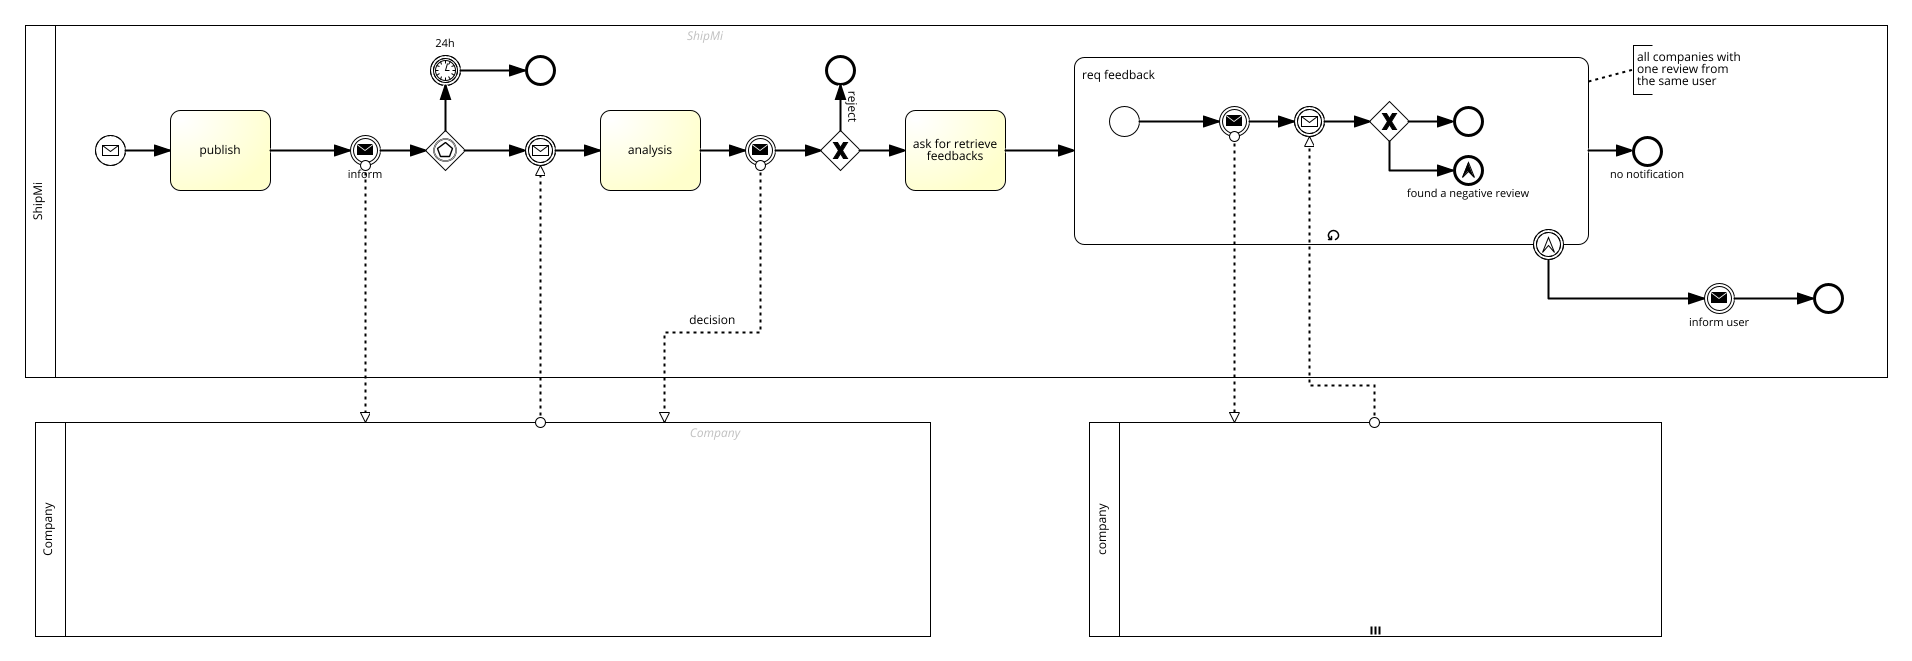 ShipMi
ShipMi
24h
publish
inform
analysis
decision
reject
ask for retrieve
feedbacks
req feedback
found a negative review
all companies with
one review from
the same user
no notification
inform user
Company
Company
company